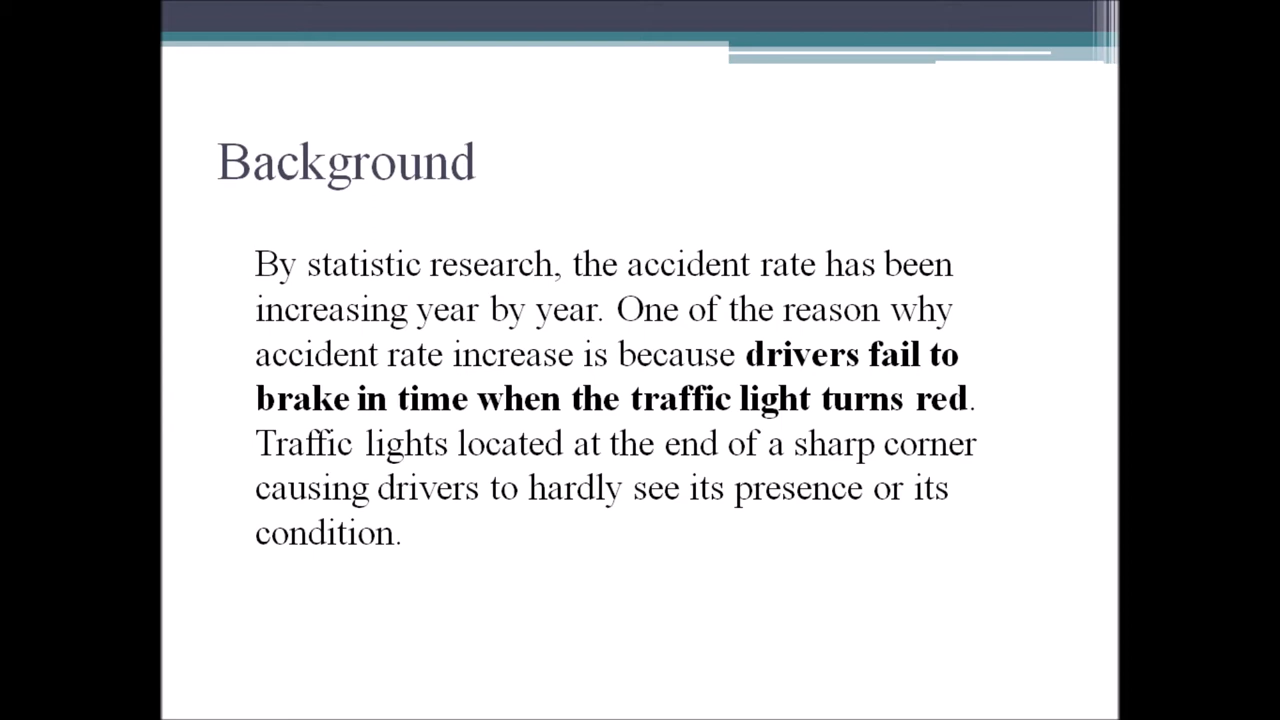 Background
By statistic research, the accident rate has been
increasing year by year. One of the reason why
accident rate increase is because drivers fail to
brake in time when the traffic light turns red.
Traffic lights located at the end of a sharp corner
causing drivers to hardly see its presence or its
condition.